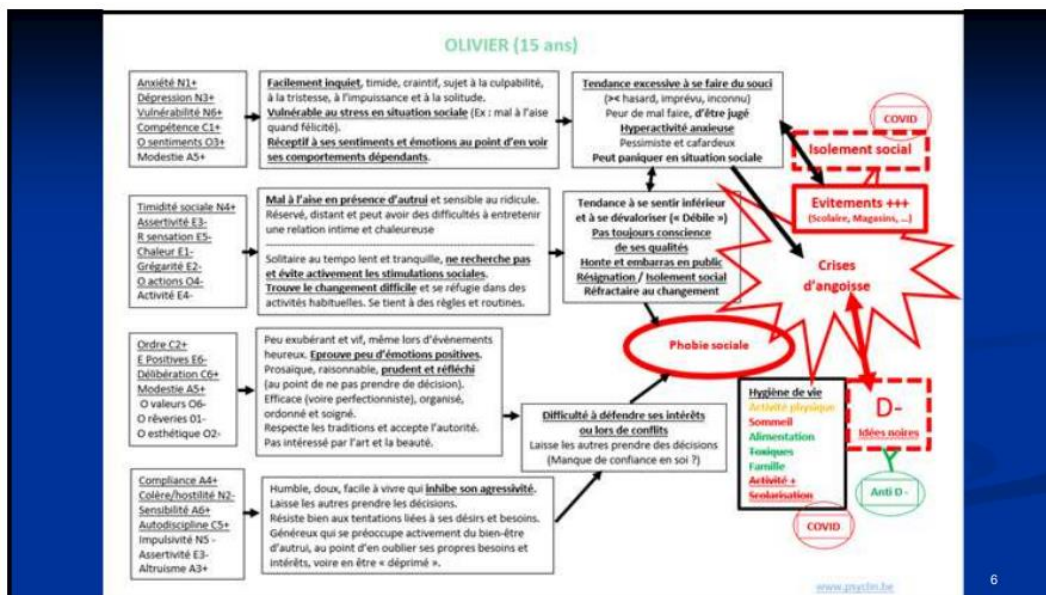 OLIVIER (15 ans)
Anxiété N1+
Dépression N3+
Vulnérabilité N6+
Compétence C1+
O sentiments O3+
Modestie A5+
Facilement inquiet, timide, craintif, sujet à la culpabilité,
à la tristesse, à l'impuissance et à la solitude.
Vulnérable au stress en situation sociale (Ex : mal à l'aise
quand félicité).
Réceptif à ses sentiments et émotions au point d'en voir
ses comportements dépendants.
Tendance excessive à se faire du souci
(>< hasard, imprévu, inconnu)
Peur de mal faire, d'être jugé
Hyperactivité anxieuse
Pessimiste et cafardeux
Peut paniquer en situation sociale
COVID
Isolement social
Evitements +++
(Scolaire, Magasins, ...)
Timidité sociale N4+
Assertivité E3-
R sensation E5-
Chaleur E1-
Grégarité E2-
O actions O4-
Activité E4-
Mal à l'aise en présence d'autrui et sensible au ridicule.
Réservé, distant et peut avoir des difficultés à entretenir
une relation intime et chaleureuse
Solitaire au tempo lent et tranquille, ne recherche pas
et évite activement les stimulations sociales.
Trouve le changement difficile et se réfugie dans des
activités habituelles. Se tient à des règles et routines.
Tendance à se sentir inférieur
et à se dévaloriser (« Débile »)
Pas toujours conscience
de ses qualités
Honte et embarras en public
Résignation / Isolement social
Réfractaire au changement
Crises
d'angoisse
Phobie sociale
Ordre C2+
E Positives E6-
Délibération C6+
Modestie A5+
O valeurs O6-
O rêveries 01-
O esthétique O2-
Peu exubérant et vif, même lors d'évènements
heureux. Eprouve peu d'émotions positives.
Prosaïque, raisonnable, prudent et réfléchi
(au point de ne pas prendre de décision).
Efficace (voire perfectionniste), organisé,
ordonné et soigné.
Respecte les traditions et accepte l'autorité.
Pas intéressé par l'art et la beauté.
Difficulté à défendre ses intérêts
ou lors de conflits
Laisse les autres prendre des décisions
(Manque de confiance en soi ?)
Hygiène de vie
Activité physique
Sommeil
Alimentation
Toxiques
Famille
Activité +
Scolarisation
D-
Idées noires
Anti D -
COVID
Compliance A4+
Colère/hostilité N2-
Sensibilité A6+
Autodiscipline C5+
Impulsivité N5 -
Assertivité E3-
Altruisme A3+
Humble, doux, facile à vivre qui inhibe son agressivité.
Laisse les autres prendre les décisions.
Résiste bien aux tentations liées à ses désirs et besoins.
Généreux qui se préoccupe activement du bien-être
d'autrui, au point d'en oublier ses propres besoins et
intérêts, voire en être « déprimé ».
www.psyclin.be
6